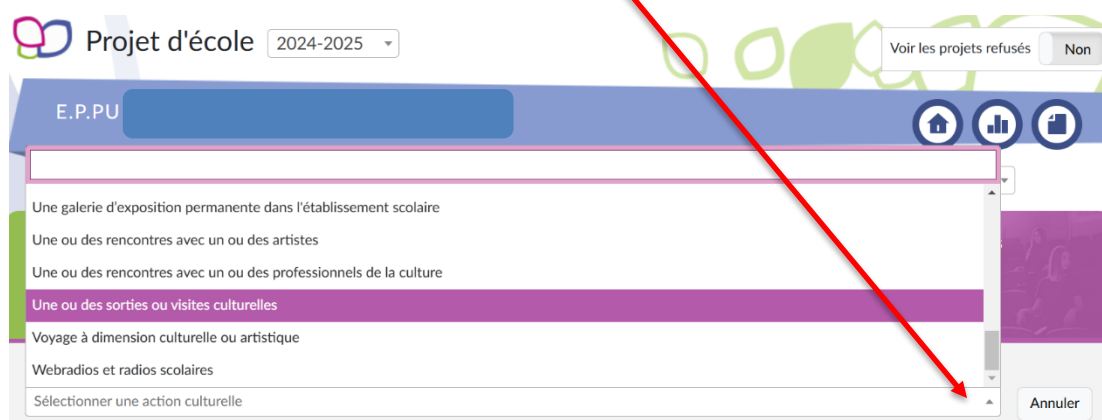 Projet d'école 2024-2025
Voir les projets refusés Non
E.P.PU
Une galerie d'exposition permanente dans l'établissement scolaire
Une ou des rencontres avec un ou des artistes
Une ou des rencontres avec un ou des professionnels de la culture
Une ou des sorties ou visites culturelles
Voyage à dimension culturelle ou artistique
Webradios et radios scolaires
Sélectionner une action culturelle
Annuler